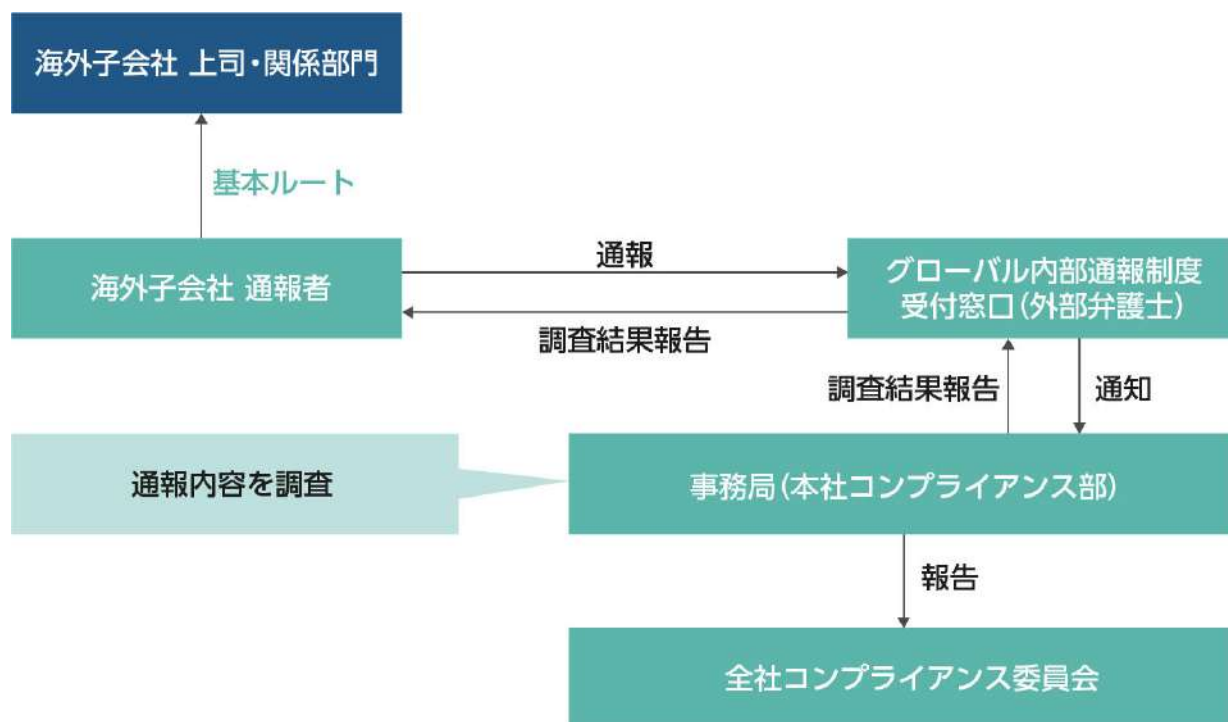 海外子会社 上司・関係部門
基本ルート
海外子会社 通報者
通報
調査結果報告
グローバル内部通報制度
受付窓口(外部弁護士)
調査結果報告
通知
通報内容を調査
事務局(本社コンプライアンス部)
報告
全社コンプライアンス委員会